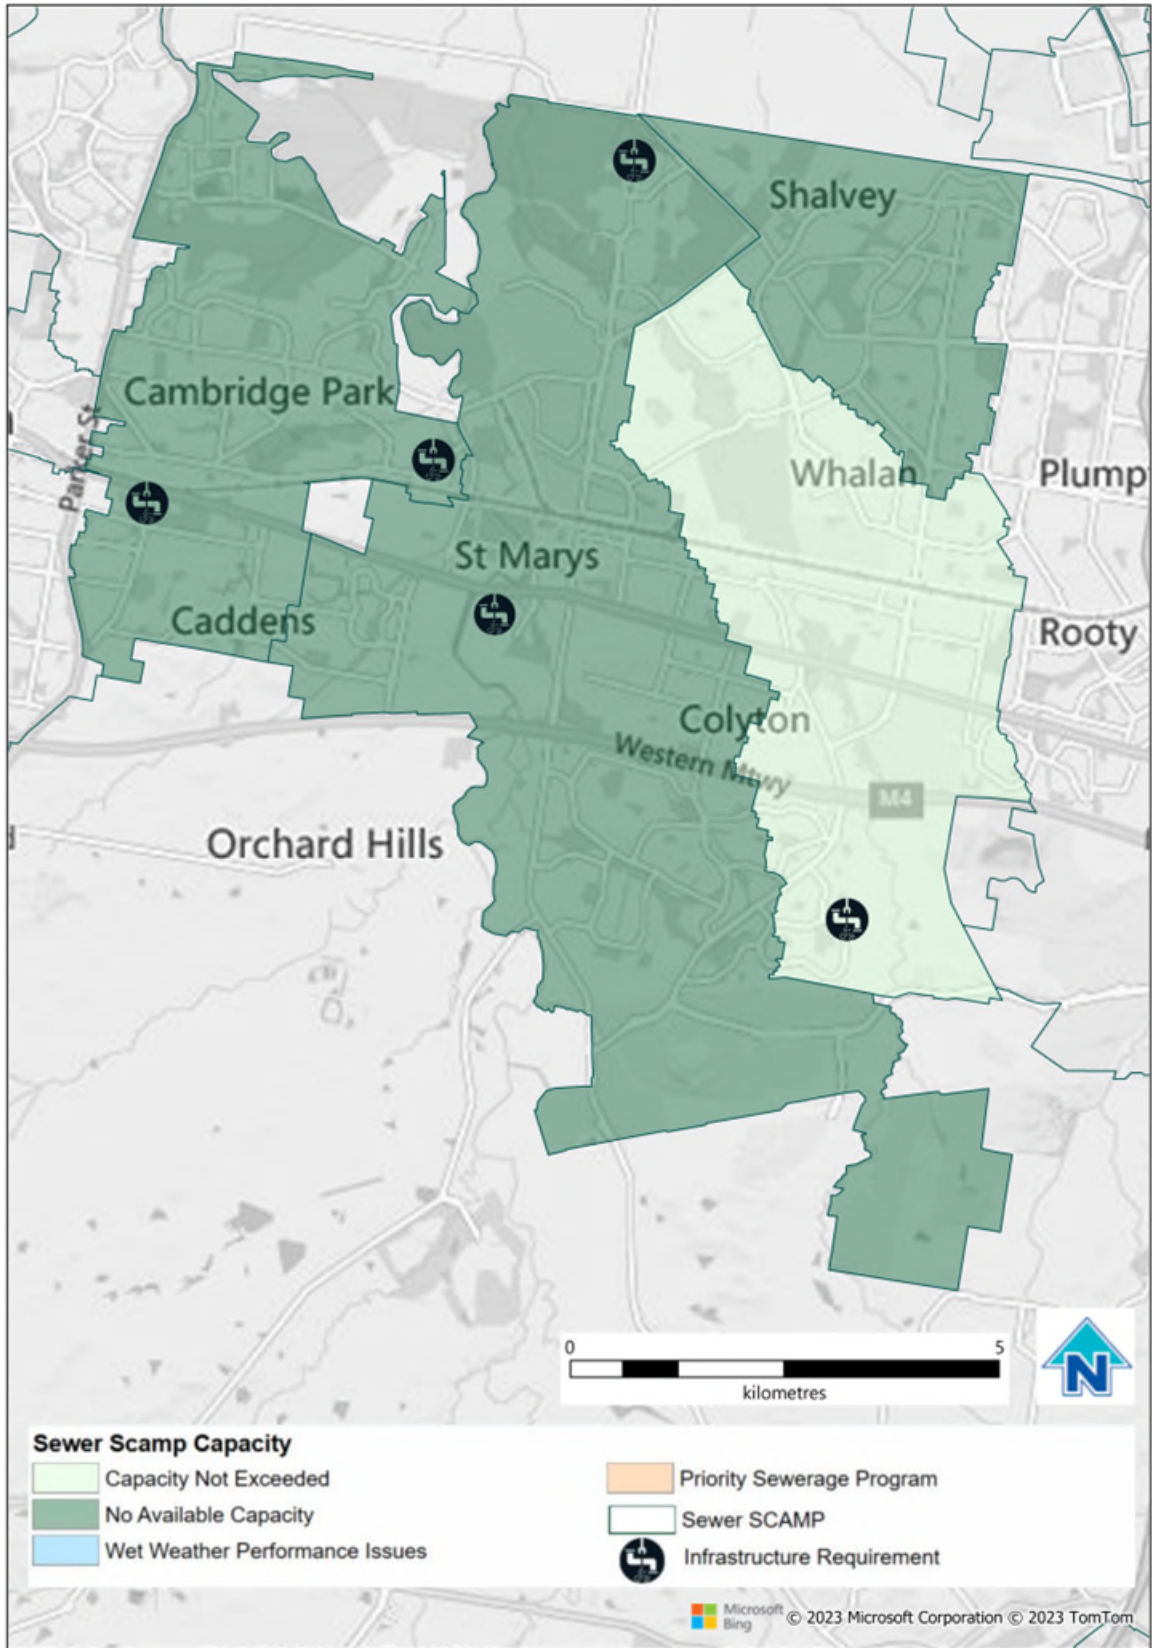 Shalvey
Cambridge Park
Parker St
Whalan
Plump
St Marys
Caddens
Rooty
Colyton
Western Mtwy
M4
Orchard Hills
0 5
kilometres
N
Sewer Scamp Capacity
Capacity Not Exceeded
No Available Capacity
Wet Weather Performance Issues
Priority Sewerage Program
Sewer SCAMP
Infrastructure Requirement
Microsoft
Bing
© 2023 Microsoft Corporation © 2023 TomTom